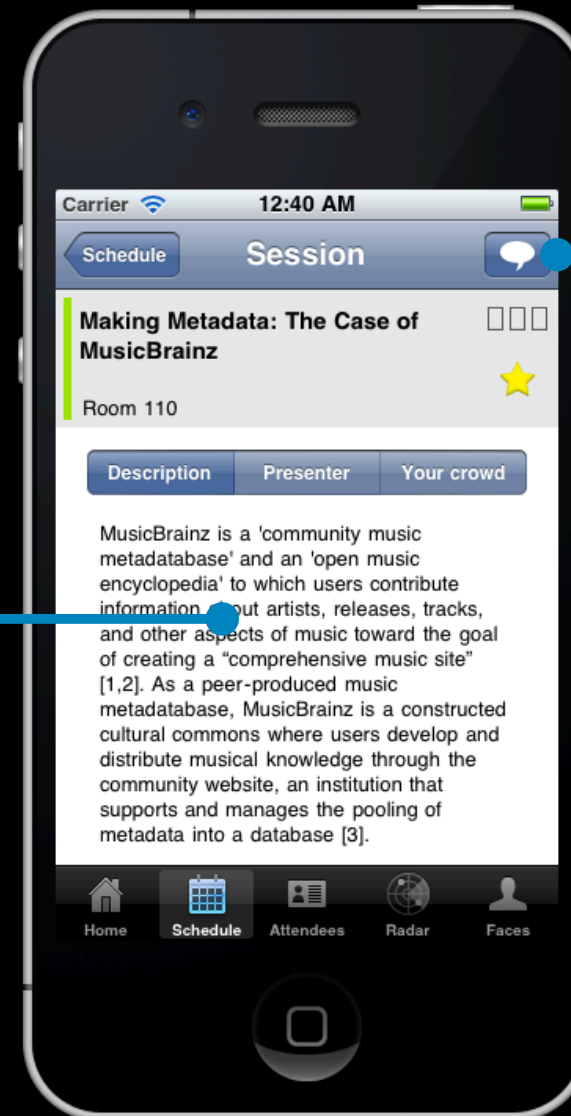 Carrier 12:40 AM
Schedule Session
Making Metadata: The Case of
MusicBrainz
Room 110
Description Presenter Your crowd
MusicBrainz is a 'community music
metadatabase' and an 'open music
encyclopedia' to which users contribute
information about artists, releases, tracks,
and other aspects of music toward the goal
of creating a “comprehensive music site”
[1,2]. As a peer-produced music
metadatabase, MusicBrainz is a constructed
cultural commons where users develop and
distribute musical knowledge through the
community website, an institution that
supports and manages the pooling of
metadata into a database [3].
Home Schedule Attendees Radar Faces